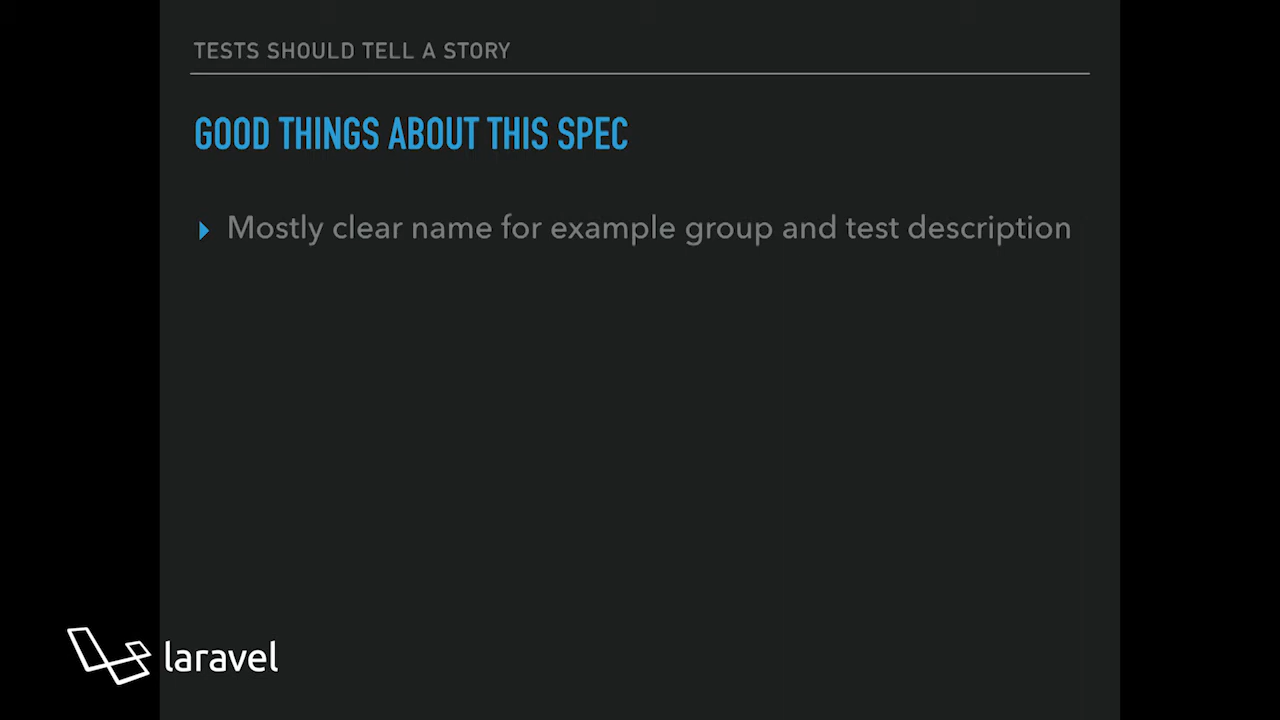 TESTS SHOULD TELL A STORY
GOOD THINGS ABOUT THIS SPEC
Mostly clear name for example group and test description
laravel